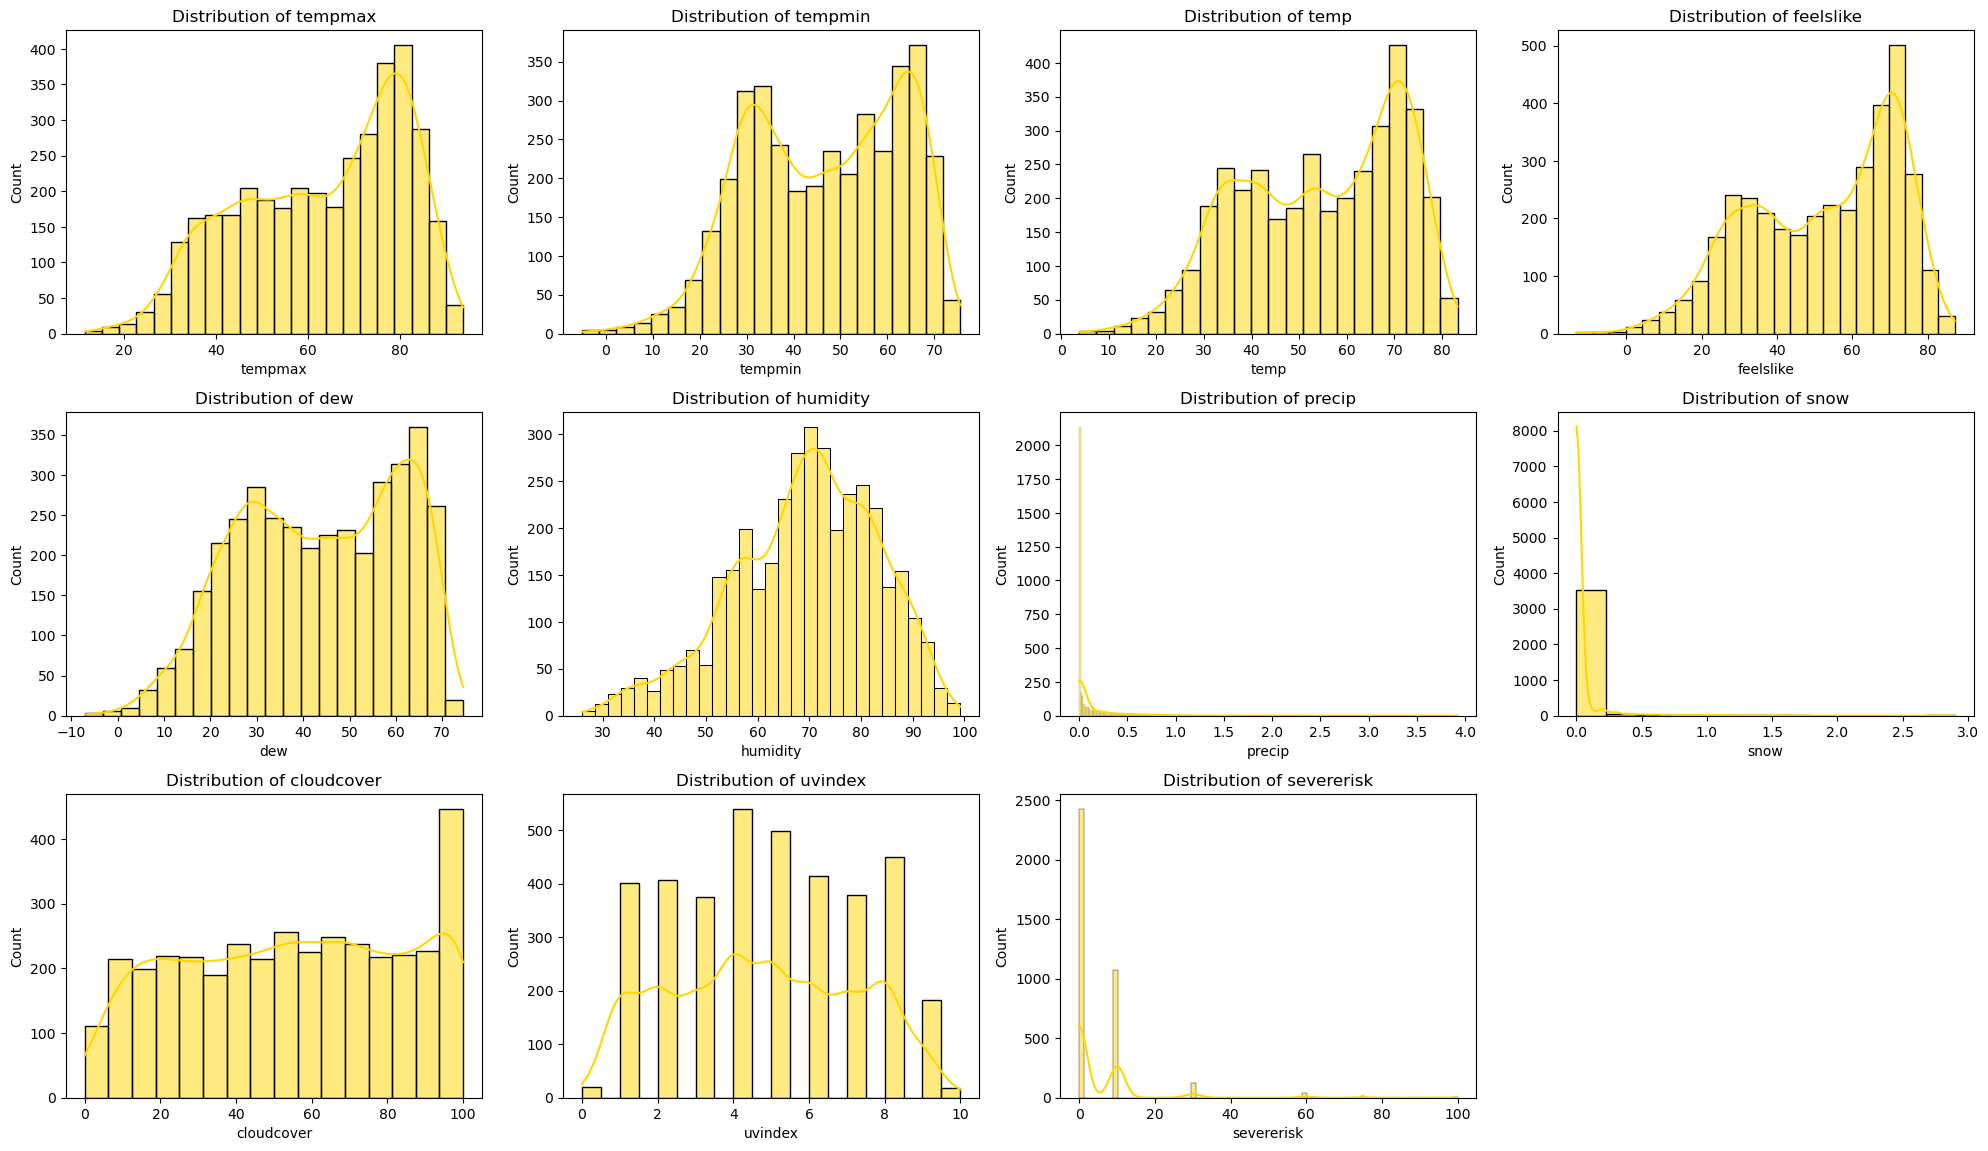 Distribution of tempmax
Count
400
350
300
250
200
150
100
50
0
20 40 60 80
tempmax
Distribution of tempmin
Count
350
300
250
200
150
100
50
0
0 10 20 30 40 50 60 70
tempmin
Distribution of temp
Count
400
350
300
250
200
150
100
50
0
0 10 20 30 40 50 60 70 80
temp
Distribution of feelslike
Count
500
400
300
200
100
0
0 20 40 60 80
feelslike
Distribution of dew
Count
350
300
250
200
150
100
50
0
−10 0 10 20 30 40 50 60 70
dew
Distribution of humidity
Count
300
250
200
150
100
50
0
30 40 50 60 70 80 90 100
humidity
Distribution of precip
Count
2000
1750
1500
1250
1000
750
500
250
0
0.0 0.5 1.0 1.5 2.0 2.5 3.0 3.5 4.0
precip
Distribution of snow
Count
8000
7000
6000
5000
4000
3000
2000
1000
0
0.0 0.5 1.0 1.5 2.0 2.5 3.0
snow
Distribution of cloudcover
Count
400
300
200
100
0
0 20 40 60 80 100
cloudcover
Distribution of uvindex
Count
500
400
300
200
100
0
0 2 4 6 8 10
uvindex
Distribution of severerisk
Count
2500
2000
1500
1000
500
0
0 20 40 60 80 100
severerisk